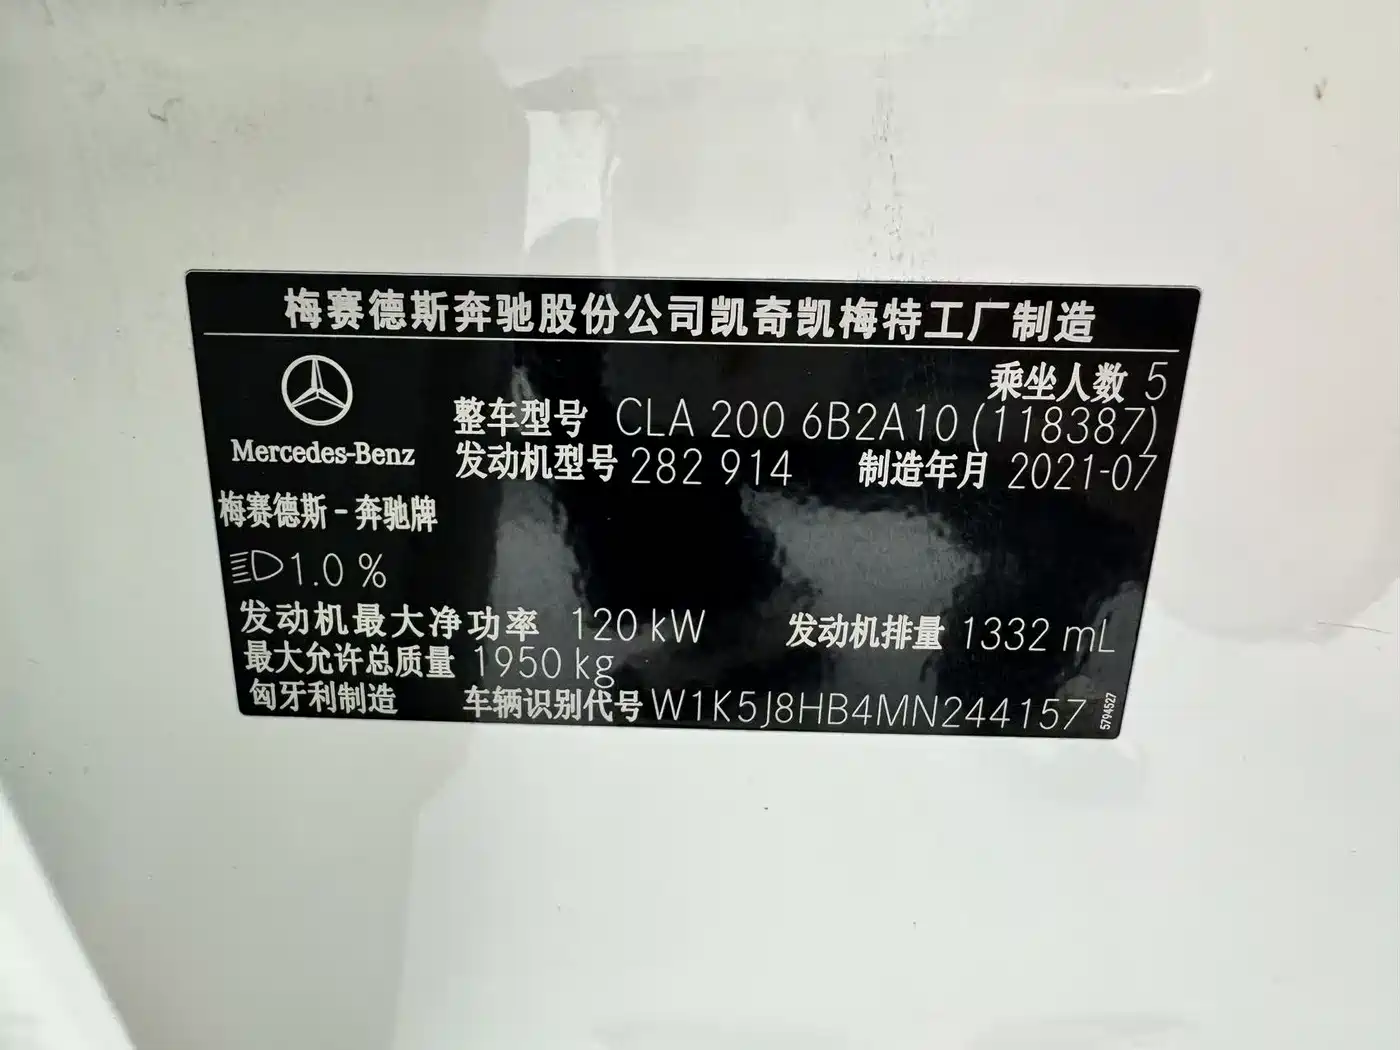 梅赛德斯奔驰股份公司凯奇凯梅特工厂制造
乘坐人数 5
整车型号 CLA 200 6B2A10 (118387)
Mercedes-Benz
发动机型号 282 914 制造年月 2021-07
梅赛德斯 - 奔驰牌
1.0 %
发动机最大净功率 120 kW 发动机排量 1332 mL
最大允许总质量 1950 kg
匈牙利制造 车辆识别代号 W1K5J8HB4MN244157
5794527